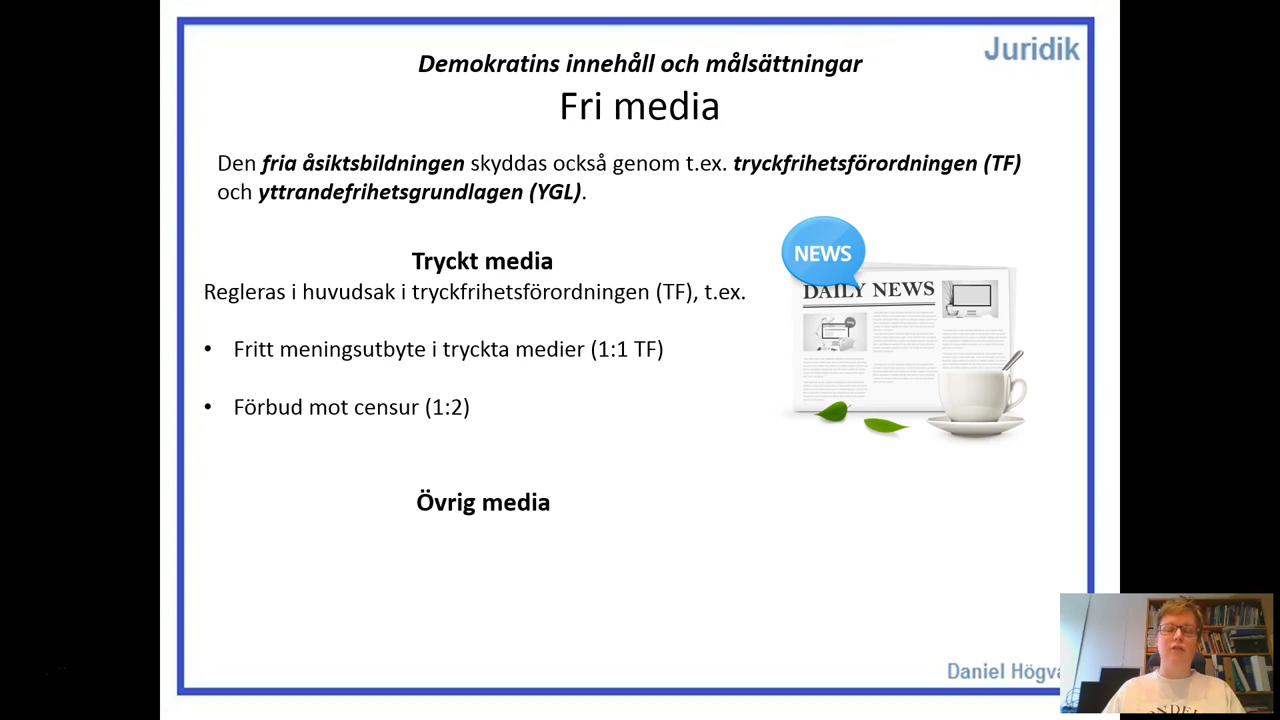 Juridik
Demokratins innehåll och målsättningar
Fri media
Den fria åsiktsbildningen skyddas också genom t.ex. tryckfrihetsförordningen (TF)
och yttrandefrihetsgrundlagen (YGL).
NEWS
DAILY NEWS
Tryckt media
Regleras i huvudsak i tryckfrihetsförordningen (TF), t.ex.
• Fritt meningsutbyte i tryckta medier (1:1 TF)
• Förbud mot censur (1:2)
Övrig media
Daniel